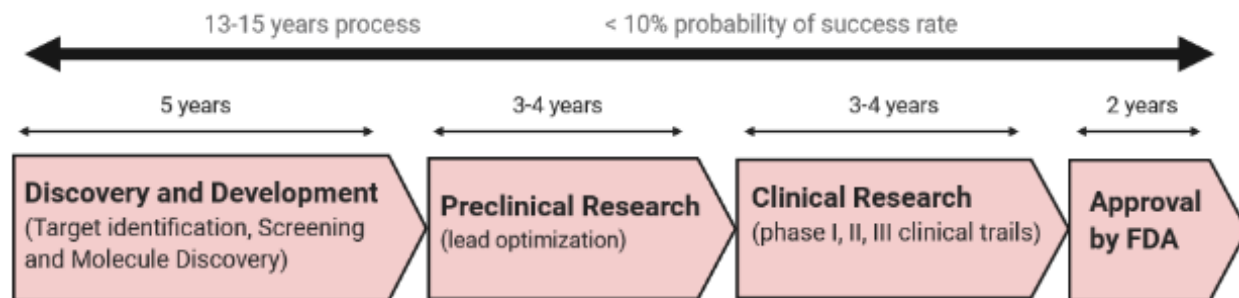 13-15 years process
< 10% probability of success rate
5 years
3-4 years
3-4 years
2 years
Discovery and Development
(Target identification, Screening
and Molecule Discovery)
Preclinical Research
(lead optimization)
Clinical Research
(phase I, II, III clinical trails)
Approval
by FDA